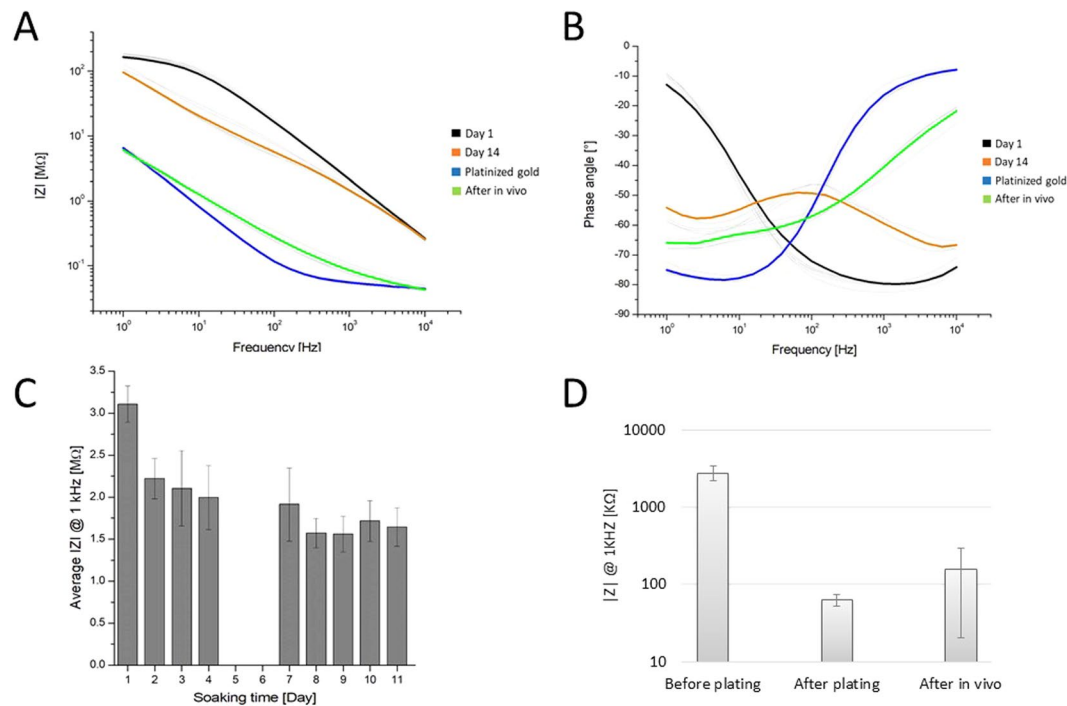 A
IZI [MΩ]
10²
10¹
10⁰
10⁻¹
10⁰ 10¹ 10² 10³ 10⁴
Frequency [Hz]
Day 1
Day 14
Platinized gold
After in vivo
B
Phase angle [°]
0
-10
-20
-30
-40
-50
-60
-70
-80
-90
10⁰ 10¹ 10² 10³ 10⁴
Frequency [Hz]
Day 1
Day 14
Platinized gold
After in vivo
C
Average IZI @ 1 kHz [MΩ]
3.5
3.0
2.5
2.0
1.5
1.0
0.5
0.0
1 2 3 4 5 6 7 8 9 10 11
Soaking time [Day]
D
|Z| @ 1KHZ [KΩ]
10000
1000
100
10
Before plating After plating After in vivo